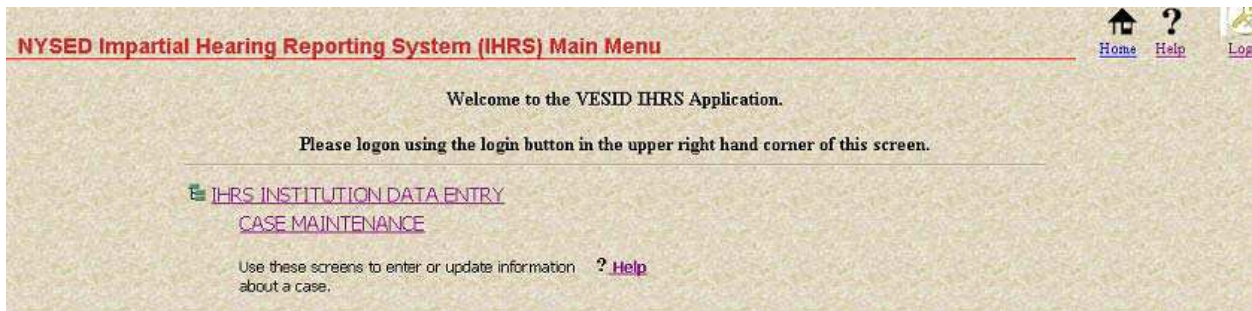 NYSED Impartial Hearing Reporting System (IHRS) Main Menu
Home Help
Welcome to the VESID IHRS Application.
Please logon using the login button in the upper right hand corner of this screen.
IHRS INSTITUTION DATA ENTRY
CASE MAINTENANCE
Use these screens to enter or update information ? Help
about a case.